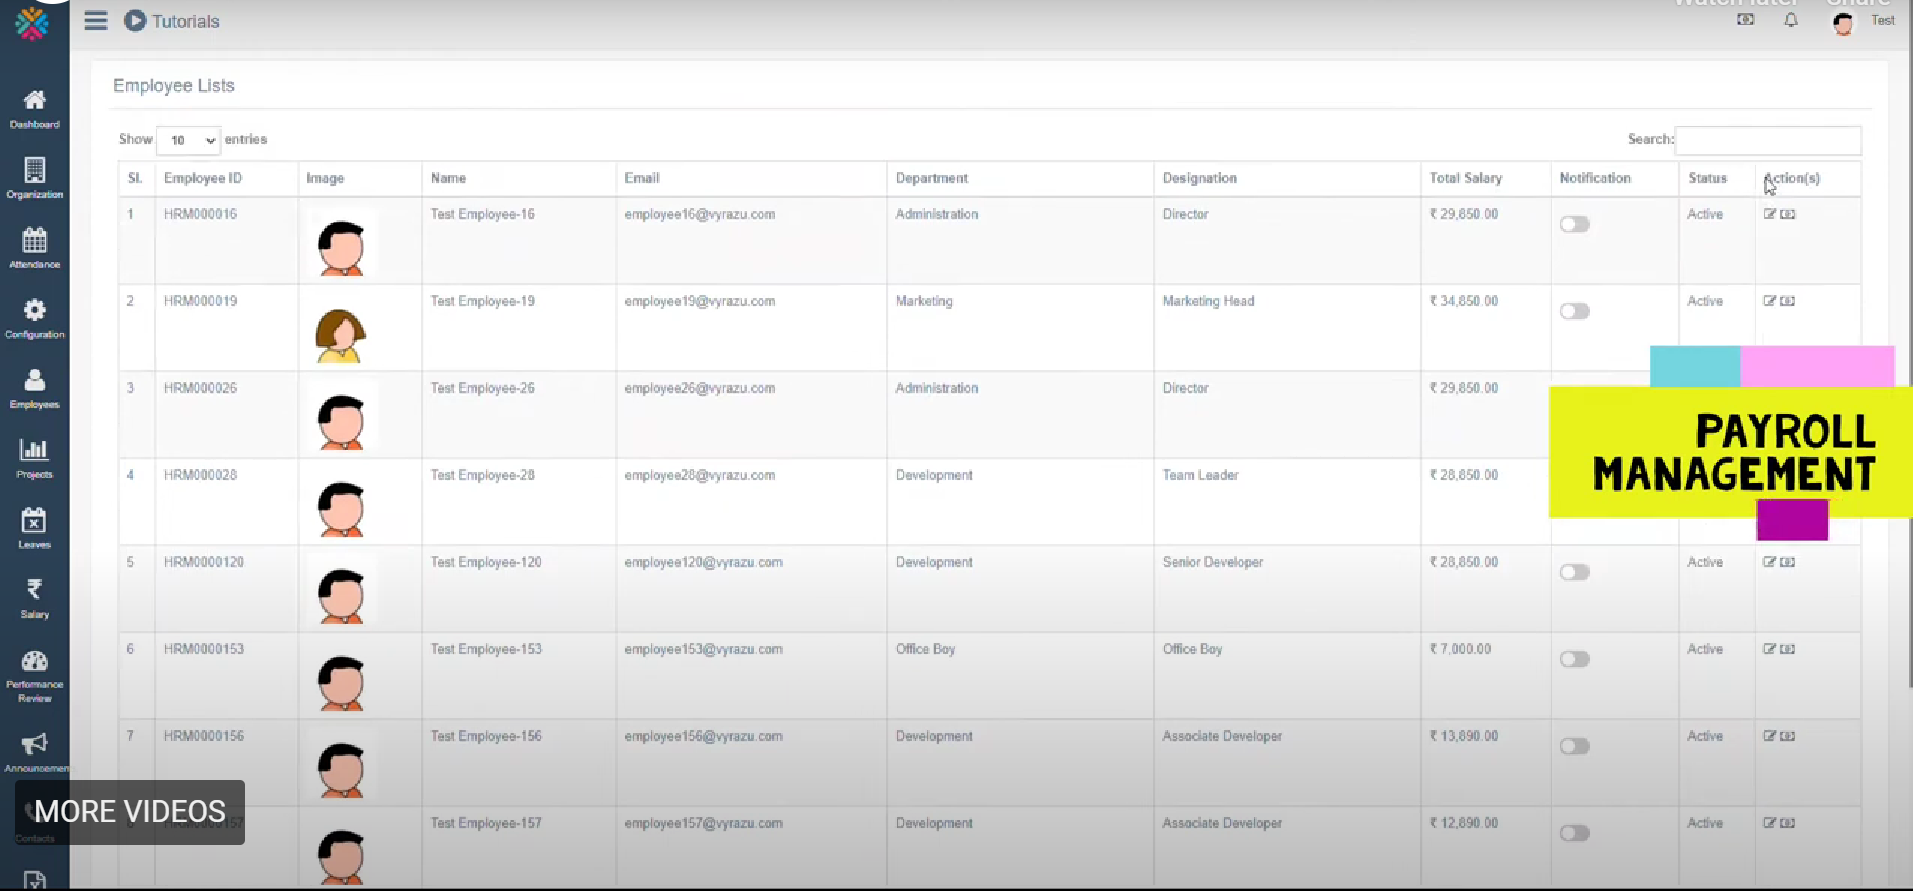 Watch later Share
Tutorials
Test
Employee Lists
Show 10 entries
Search:
Sl. Employee ID Image Name Email Department Designation Total Salary Notification Status Action(s)
1 HRM000016 Test Employee-16 employee16@vyrazu.com Administration Director ₹ 29,850.00 Active
2 HRM000019 Test Employee-19 employee19@vyrazu.com Marketing Marketing Head ₹ 34,850.00 Active
3 HRM000026 Test Employee-26 employee26@vyrazu.com Administration Director ₹ 29,850.00
4 HRM000028 Test Employee-28 employee28@vyrazu.com Development Team Leader ₹ 28,850.00
5 HRM0000120 Test Employee-120 employee120@vyrazu.com Development Senior Developer ₹ 28,850.00 Active
6 HRM0000153 Test Employee-153 employee153@vyrazu.com Office Boy Office Boy ₹ 7,000.00 Active
7 HRM0000156 Test Employee-156 employee156@vyrazu.com Development Associate Developer ₹ 13,890.00 Active
8 HRM0000157 Test Employee-157 employee157@vyrazu.com Development Associate Developer ₹ 12,890.00 Active
PAYROLL
MANAGEMENT
Dashboard
Organization
Attendance
Configuration
Employees
Projects
Leaves
Salary
Performance
Review
Announcement
MORE VIDEOS
Contacts